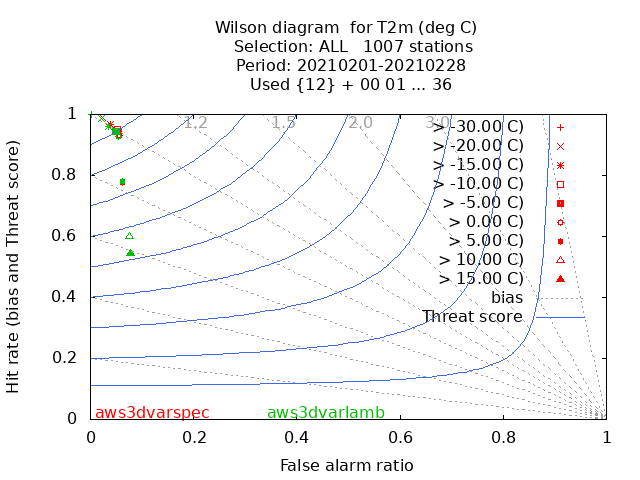 Wilson diagram  for T2m (deg C)
Selection: ALL   1007 stations
Period: 20210201-20210228
Used {12} + 00 01 ... 36
Hit rate (bias and Threat score)
1
0.8
0.6
0.4
0.2
0
1.2
1.5
2.0
3.0
> -30.00 C)
> -20.00 C)
> -15.00 C)
> -10.00 C)
> -5.00 C)
> 0.00 C)
> 5.00 C)
> 10.00 C)
> 15.00 C)
bias
Threat score
aws3dvarspec
aws3dvarlamb
0
0.2
0.4
0.6
0.8
1
False alarm ratio